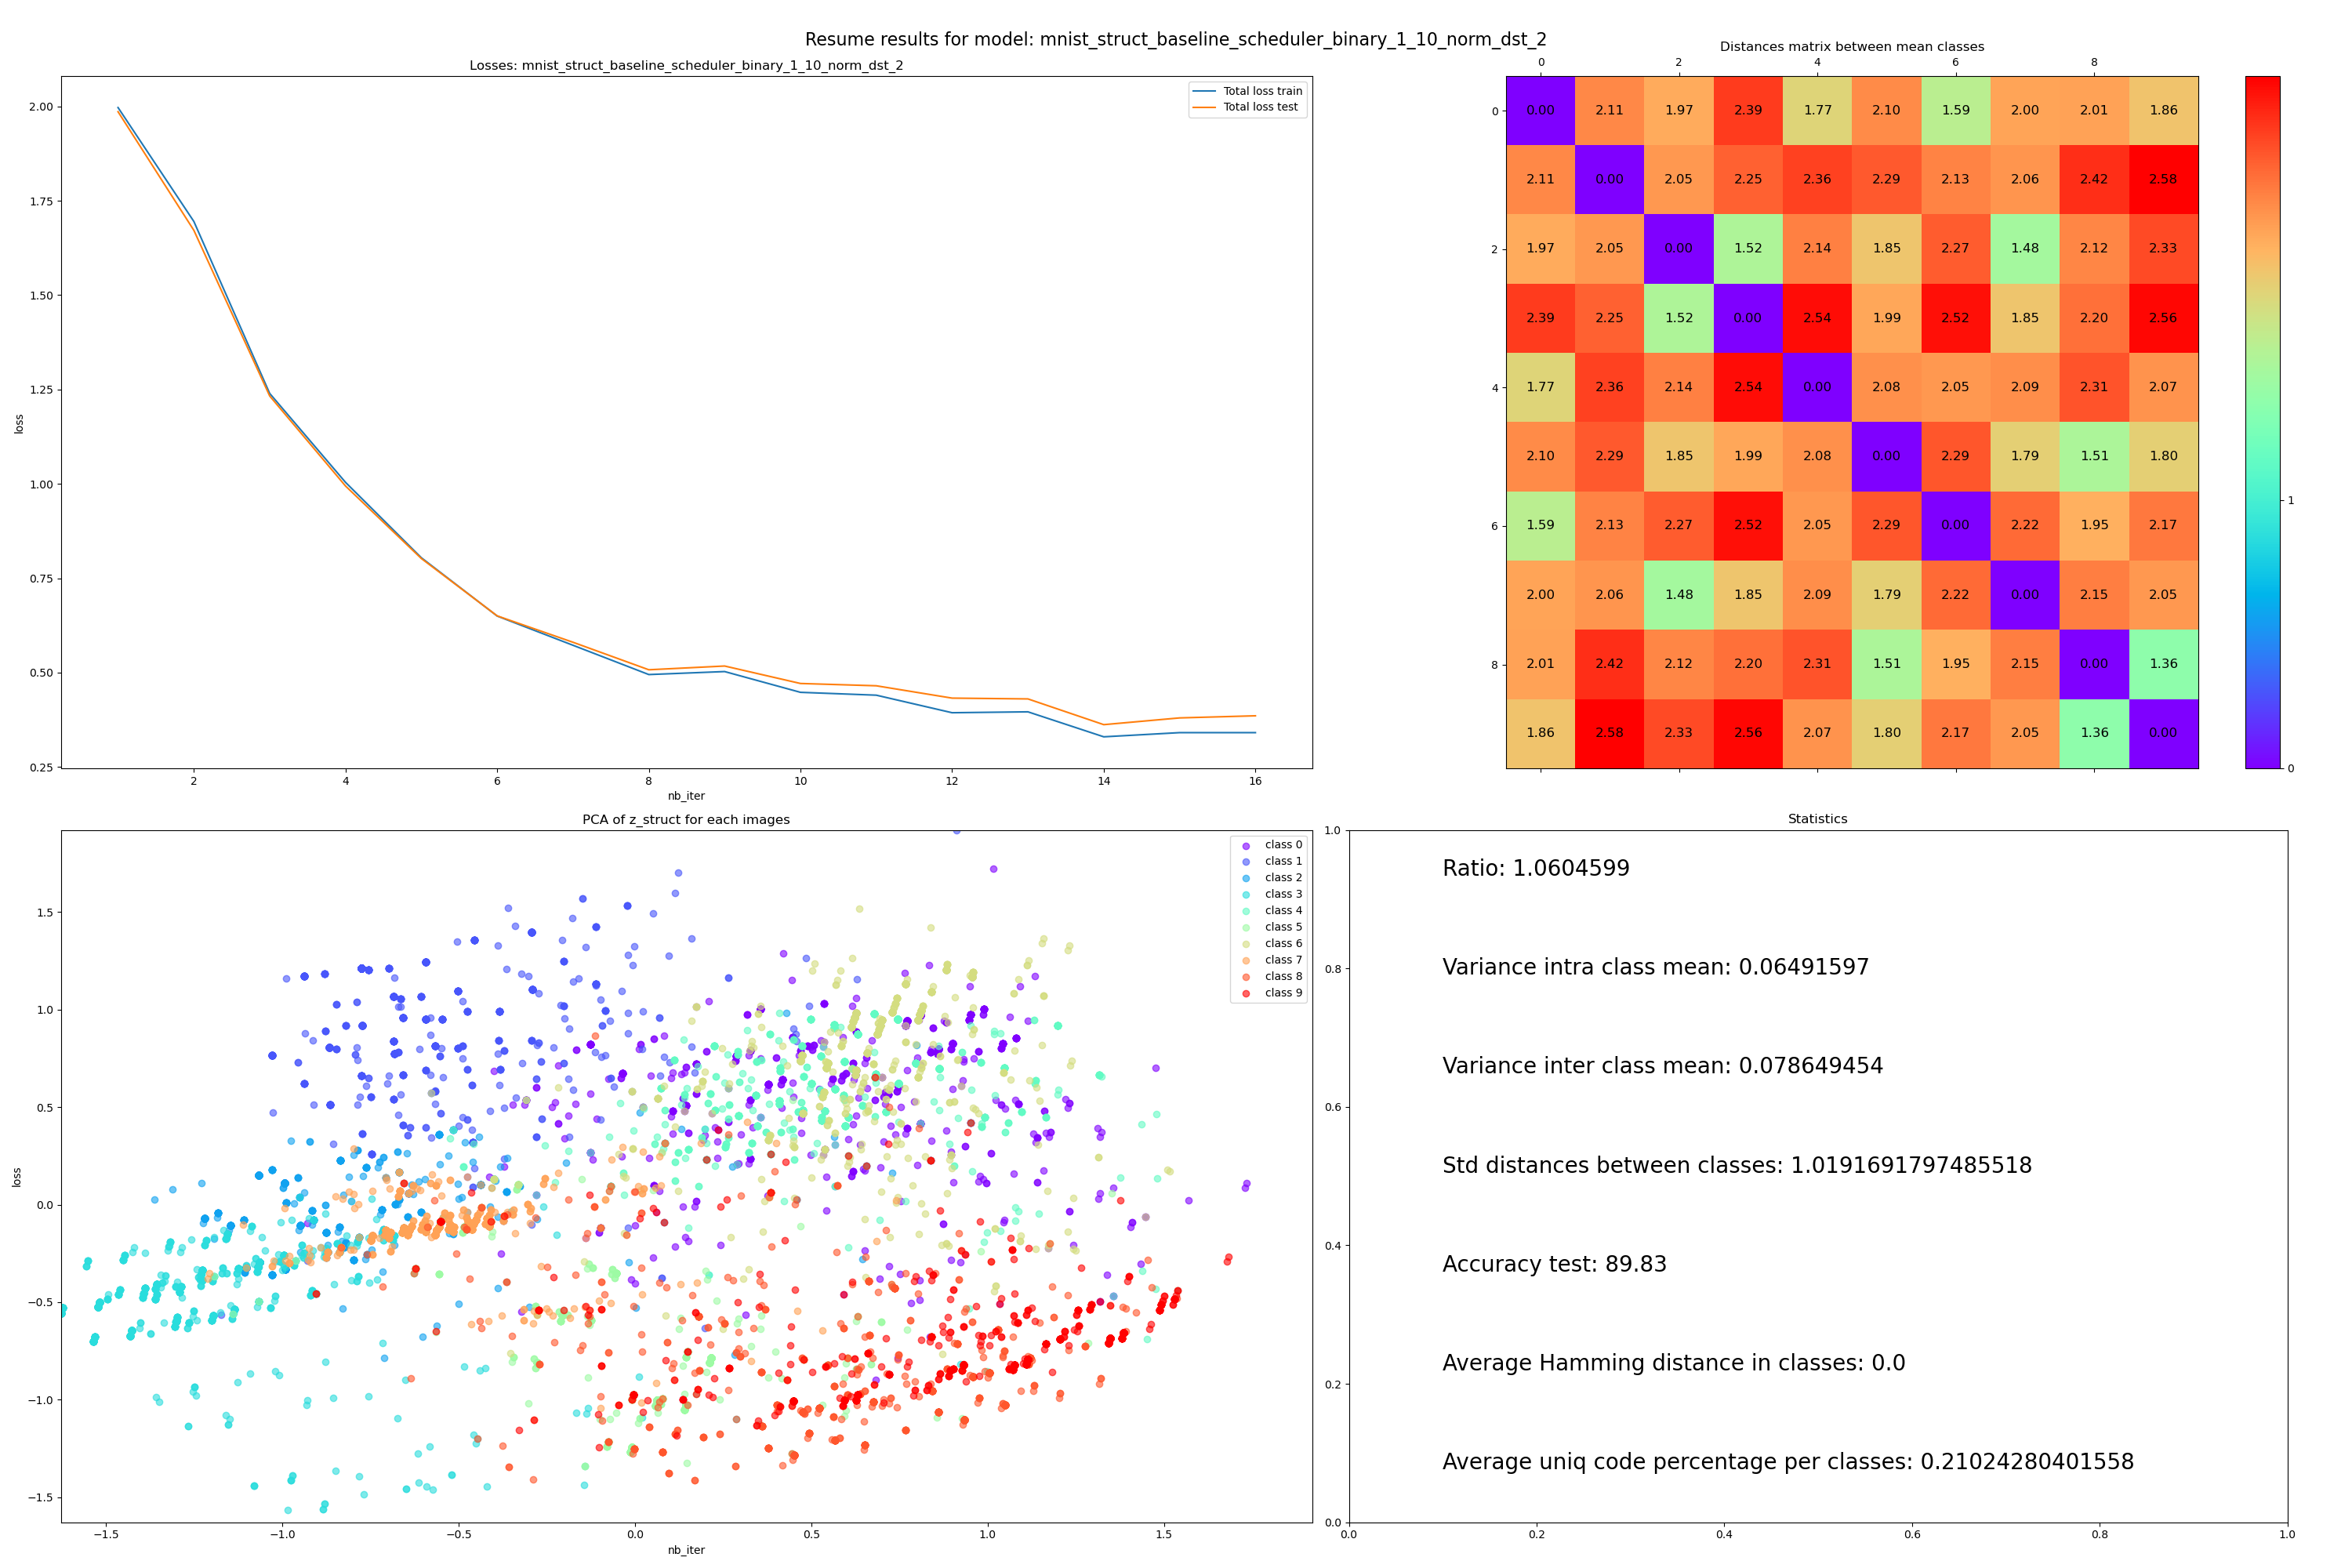 Resume results for model: mnist_struct_baseline_scheduler_binary_1_10_norm_dst_2
Losses: mnist_struct_baseline_scheduler_binary_1_10_norm_dst_2
Total loss train
Total loss test
2.00
1.75
1.50
1.25
1.00
0.75
0.50
0.25
loss
2 4 6 8 10 12 14 16
nb_iter
Distances matrix between mean classes
0 2 4 6 8
0 0.00 2.11 1.97 2.39 1.77 2.10 1.59 2.00 2.01 1.86
2.11 0.00 2.05 2.25 2.36 2.29 2.13 2.06 2.42 2.58
2 1.97 2.05 0.00 1.52 2.14 1.85 2.27 1.48 2.12 2.33
2.39 2.25 1.52 0.00 2.54 1.99 2.52 1.85 2.20 2.56
4 1.77 2.36 2.14 2.54 0.00 2.08 2.05 2.09 2.31 2.07
2.10 2.29 1.85 1.99 2.08 0.00 2.29 1.79 1.51 1.80
6 1.59 2.13 2.27 2.52 2.05 2.29 0.00 2.22 1.95 2.17
2.00 2.06 1.48 1.85 2.09 1.79 2.22 0.00 2.15 2.05
8 2.01 2.42 2.12 2.20 2.31 1.51 1.95 2.15 0.00 1.36
1.86 2.58 2.33 2.56 2.07 1.80 2.17 2.05 1.36 0.00
1
0
PCA of z_struct for each images
class 0
class 1
class 2
class 3
class 4
class 5
class 6
class 7
class 8
class 9
1.5
1.0
0.5
0.0
−0.5
−1.0
−1.5
loss
−1.5 −1.0 −0.5 0.0 0.5 1.0 1.5
nb_iter
Statistics
1.0
0.8
0.6
0.4
0.2
0.0
Ratio: 1.0604599
Variance intra class mean: 0.06491597
Variance inter class mean: 0.078649454
Std distances between classes: 1.0191691797485518
Accuracy test: 89.83
Average Hamming distance in classes: 0.0
Average uniq code percentage per classes: 0.21024280401558
0.0 0.2 0.4 0.6 0.8 1.0